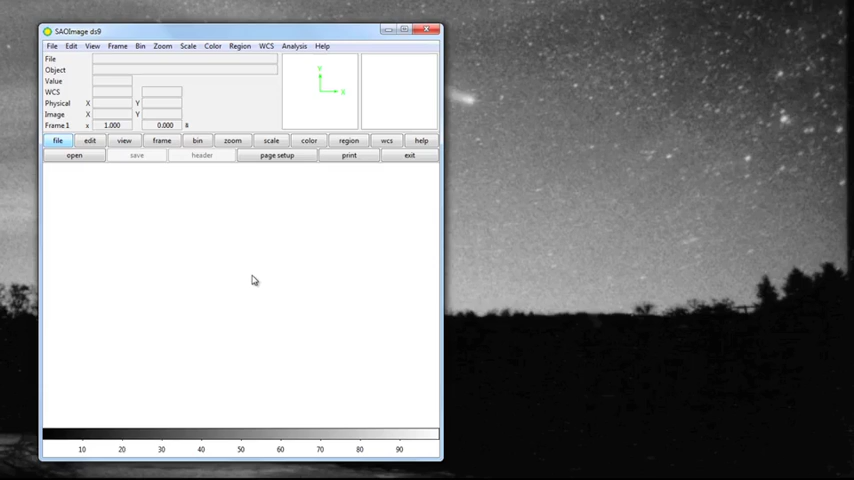 SAOImage ds9
File Edit View Frame Bin Zoom Scale Color Region WCS Analysis Help
File
Object
Value
WCS
Physical X Y
Image X Y
Frame1 x 1.000 0.000 °
Y
X
file edit view frame bin zoom scale color region wcs help
open save header page setup print exit
10 20 30 40 50 60 70 80 90